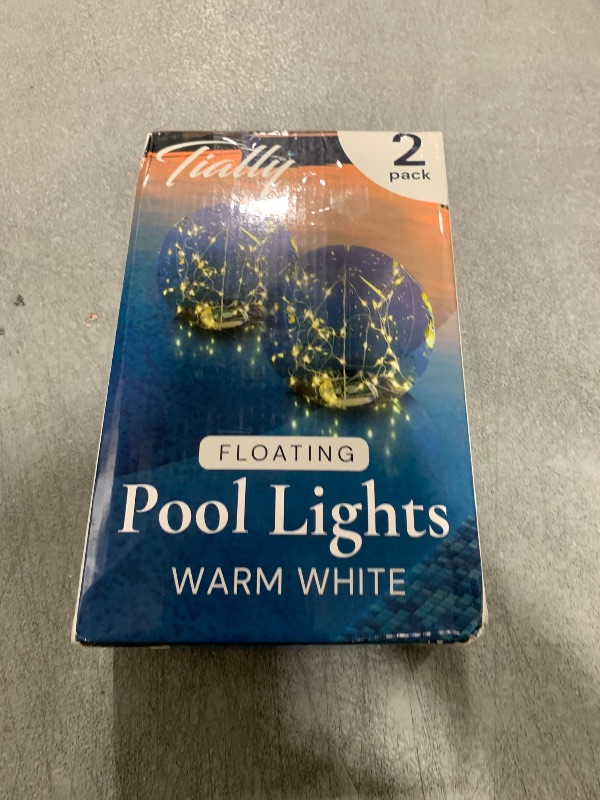 Tially
2
pack
FLOATING
Pool Lights
WARM WHITE